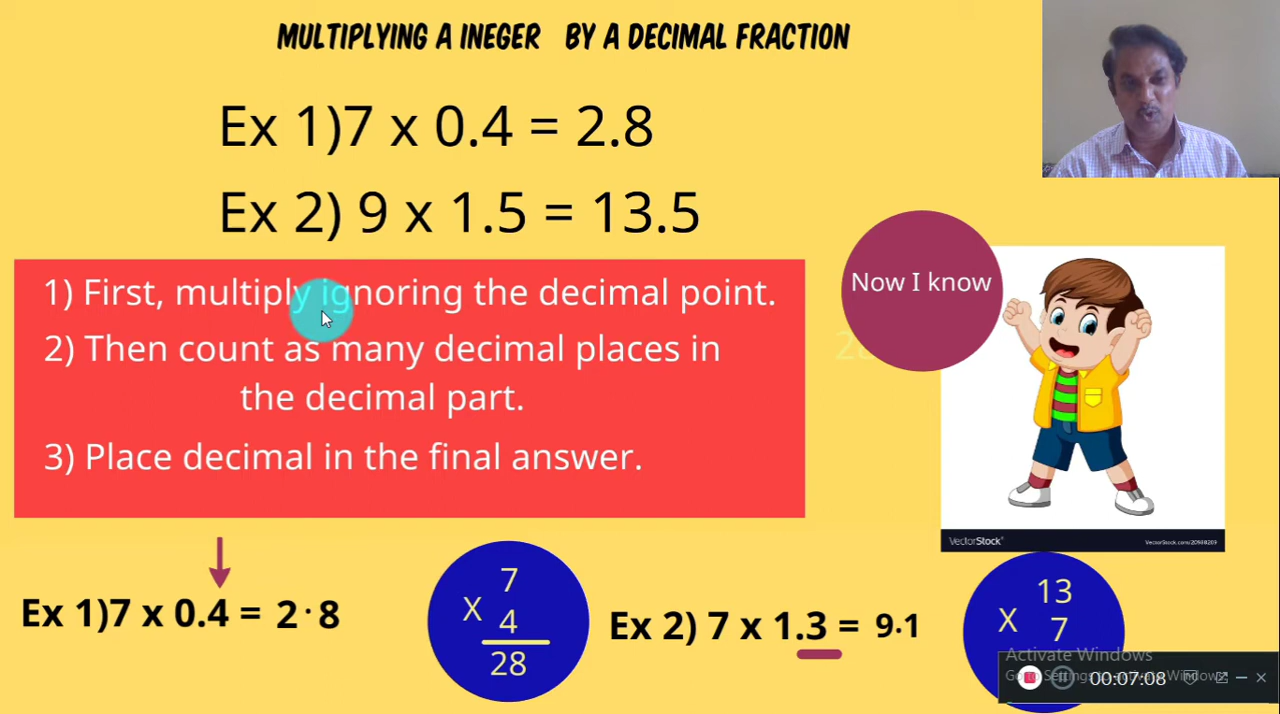 MULTIPLYING A INEGER BY A DECIMAL FRACTION
Ex 1)7 x 0.4 = 2.8
Ex 2) 9 x 1.5 = 13.5
1) First, multiply ignoring the decimal point.
2) Then count as many decimal places in
the decimal part.
3) Place decimal in the final answer.
Now I know
VectorStock®
VectorStock.com/20908209
Ex 1)7 x 0.4 = 2·8
7
X 4
28
Ex 2) 7 x 1.3 = 9.1
13
X 7
Activate Windows
00:07:08